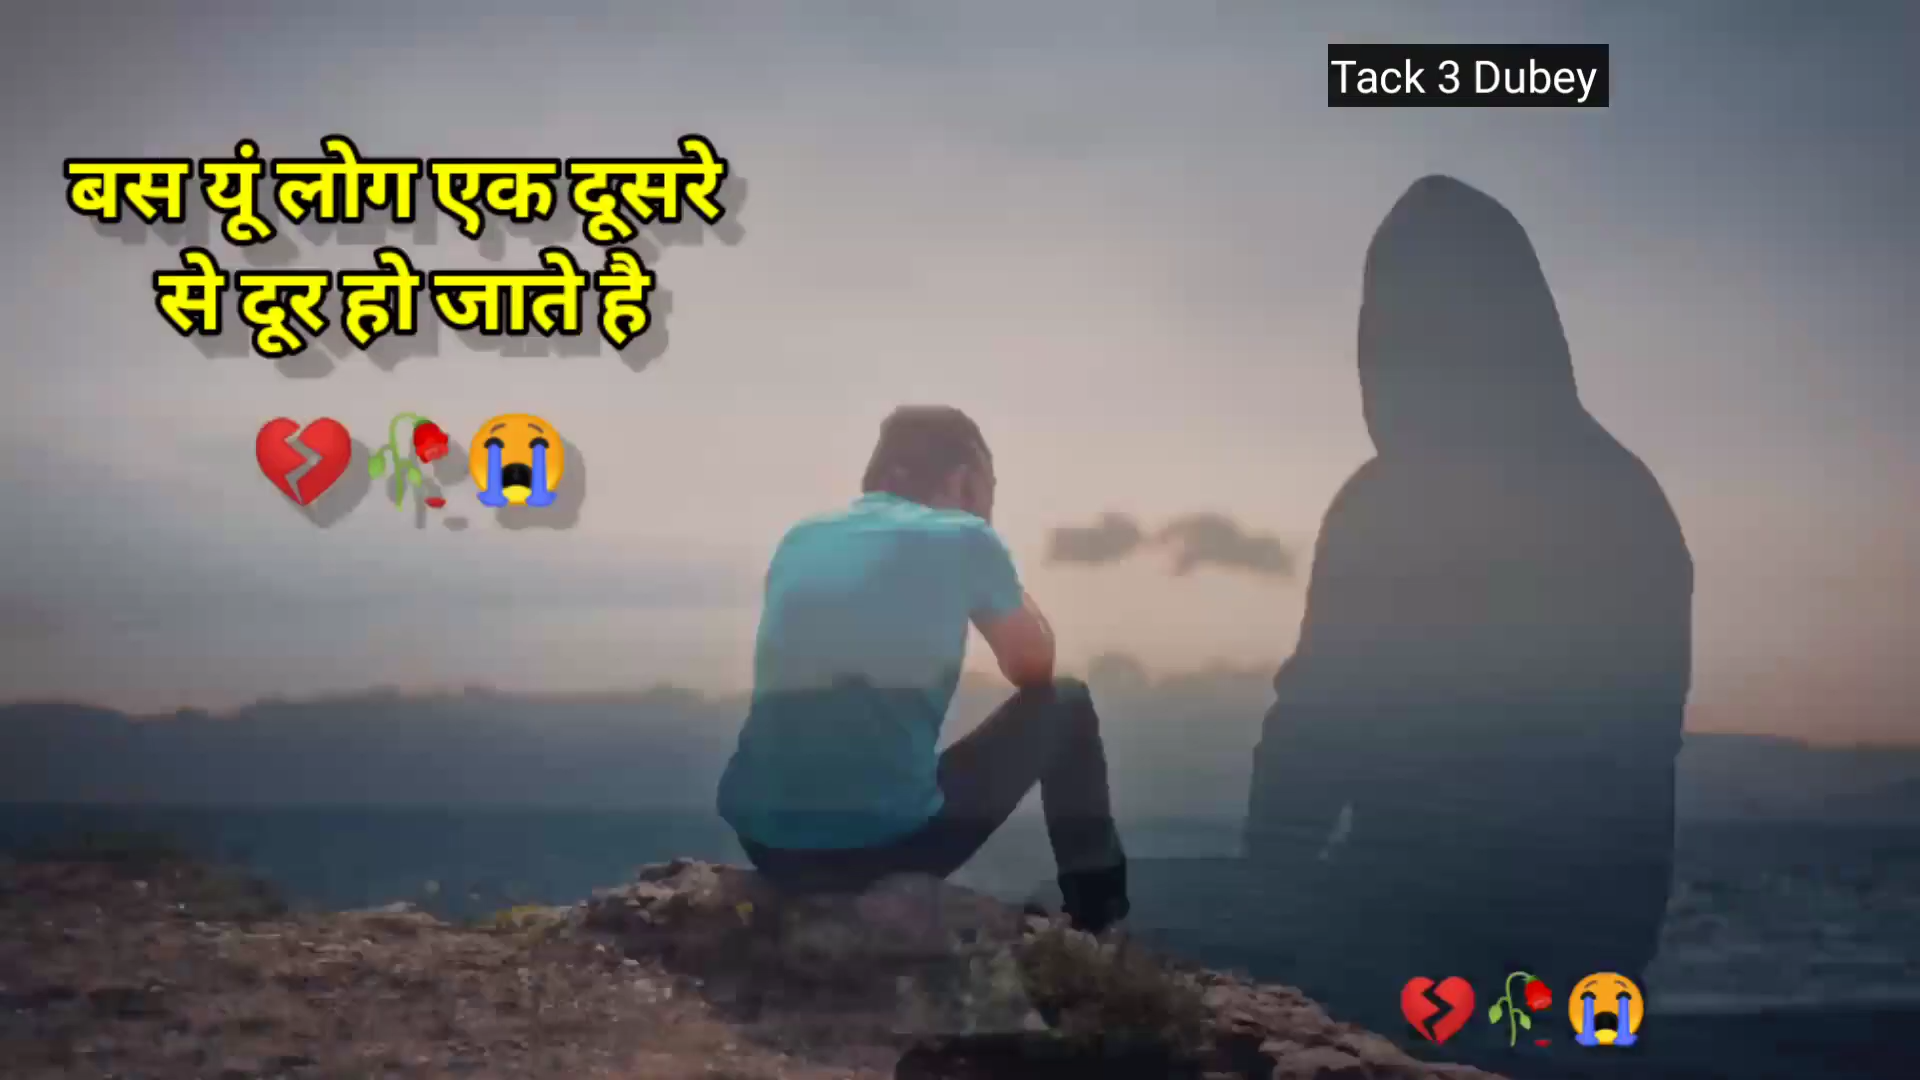 Tack 3 Dubey
बस यूं लोग एक दूसरे
से दूर हो जाते है
💔🥀😭
💔🥀😭